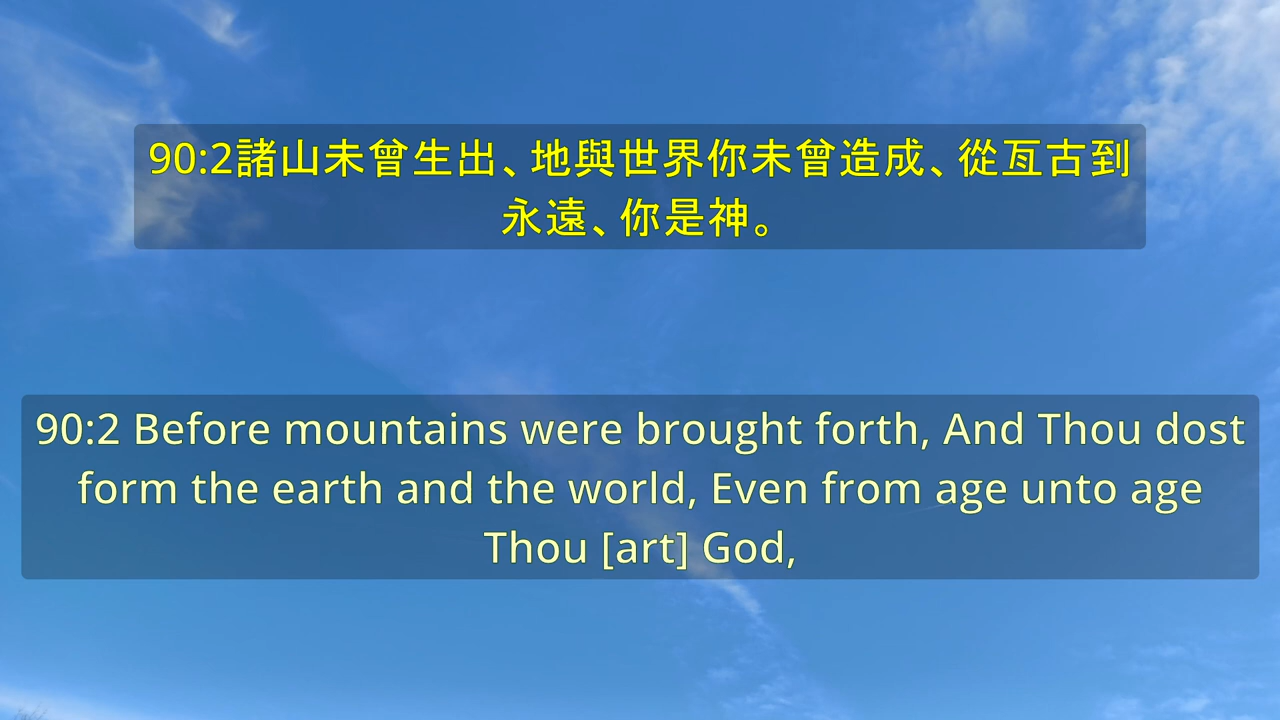 90:2諸山未曾生出、地與世界你未曾造成、從亙古到
永遠、你是神。
90:2 Before mountains were brought forth, And Thou dost
form the earth and the world, Even from age unto age
Thou [art] God,